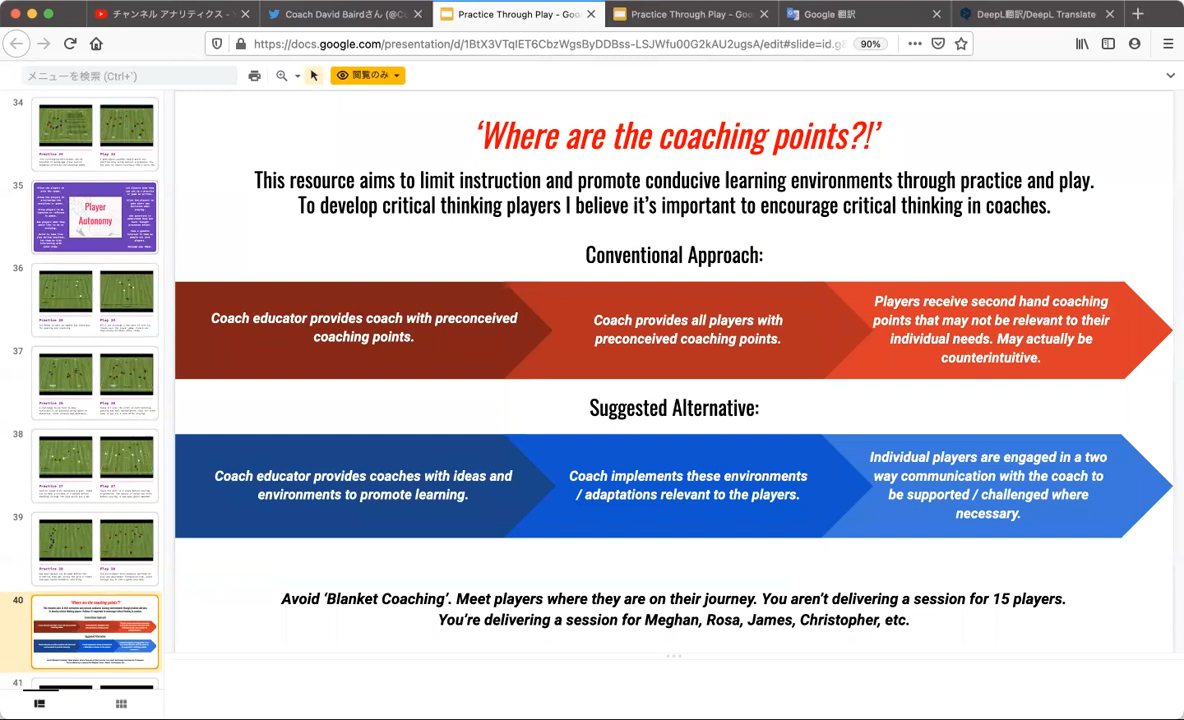 チャンネル アナリティクス -
Coach David Bairdさん (@Co
Practice Through Play - Goo
Practice Through Play - Goo
Google 翻訳
DeepL翻訳/DeepL Translate
90%
メニューを検索 (Ctrl+`)
閲覧のみ
34
35
Player
Autonomy
36
37
38
39
40
41
‘Where are the coaching points?!’
This resource aims to limit instruction and promote conducive learning environments through practice and play.
To develop critical thinking players I believe it’s important to encourage critical thinking in coaches.
Conventional Approach:
Coach educator provides coach with preconceived
coaching points.
Coach provides all players with
preconceived coaching points.
Players receive second hand coaching
points that may not be relevant to their
individual needs. May actually be
counterintuitive.
Suggested Alternative:
Coach educator provides coaches with ideas and
environments to promote learning.
Coach implements these environments
/ adaptations relevant to the players.
Individual players are engaged in a two
way communication with the coach to
be supported / challenged where
necessary.
Avoid ‘Blanket Coaching’. Meet players where they are on their journey. You aren’t delivering a session for 15 players.
You’re delivering a session for Meghan, Rosa, James, Christopher, etc.